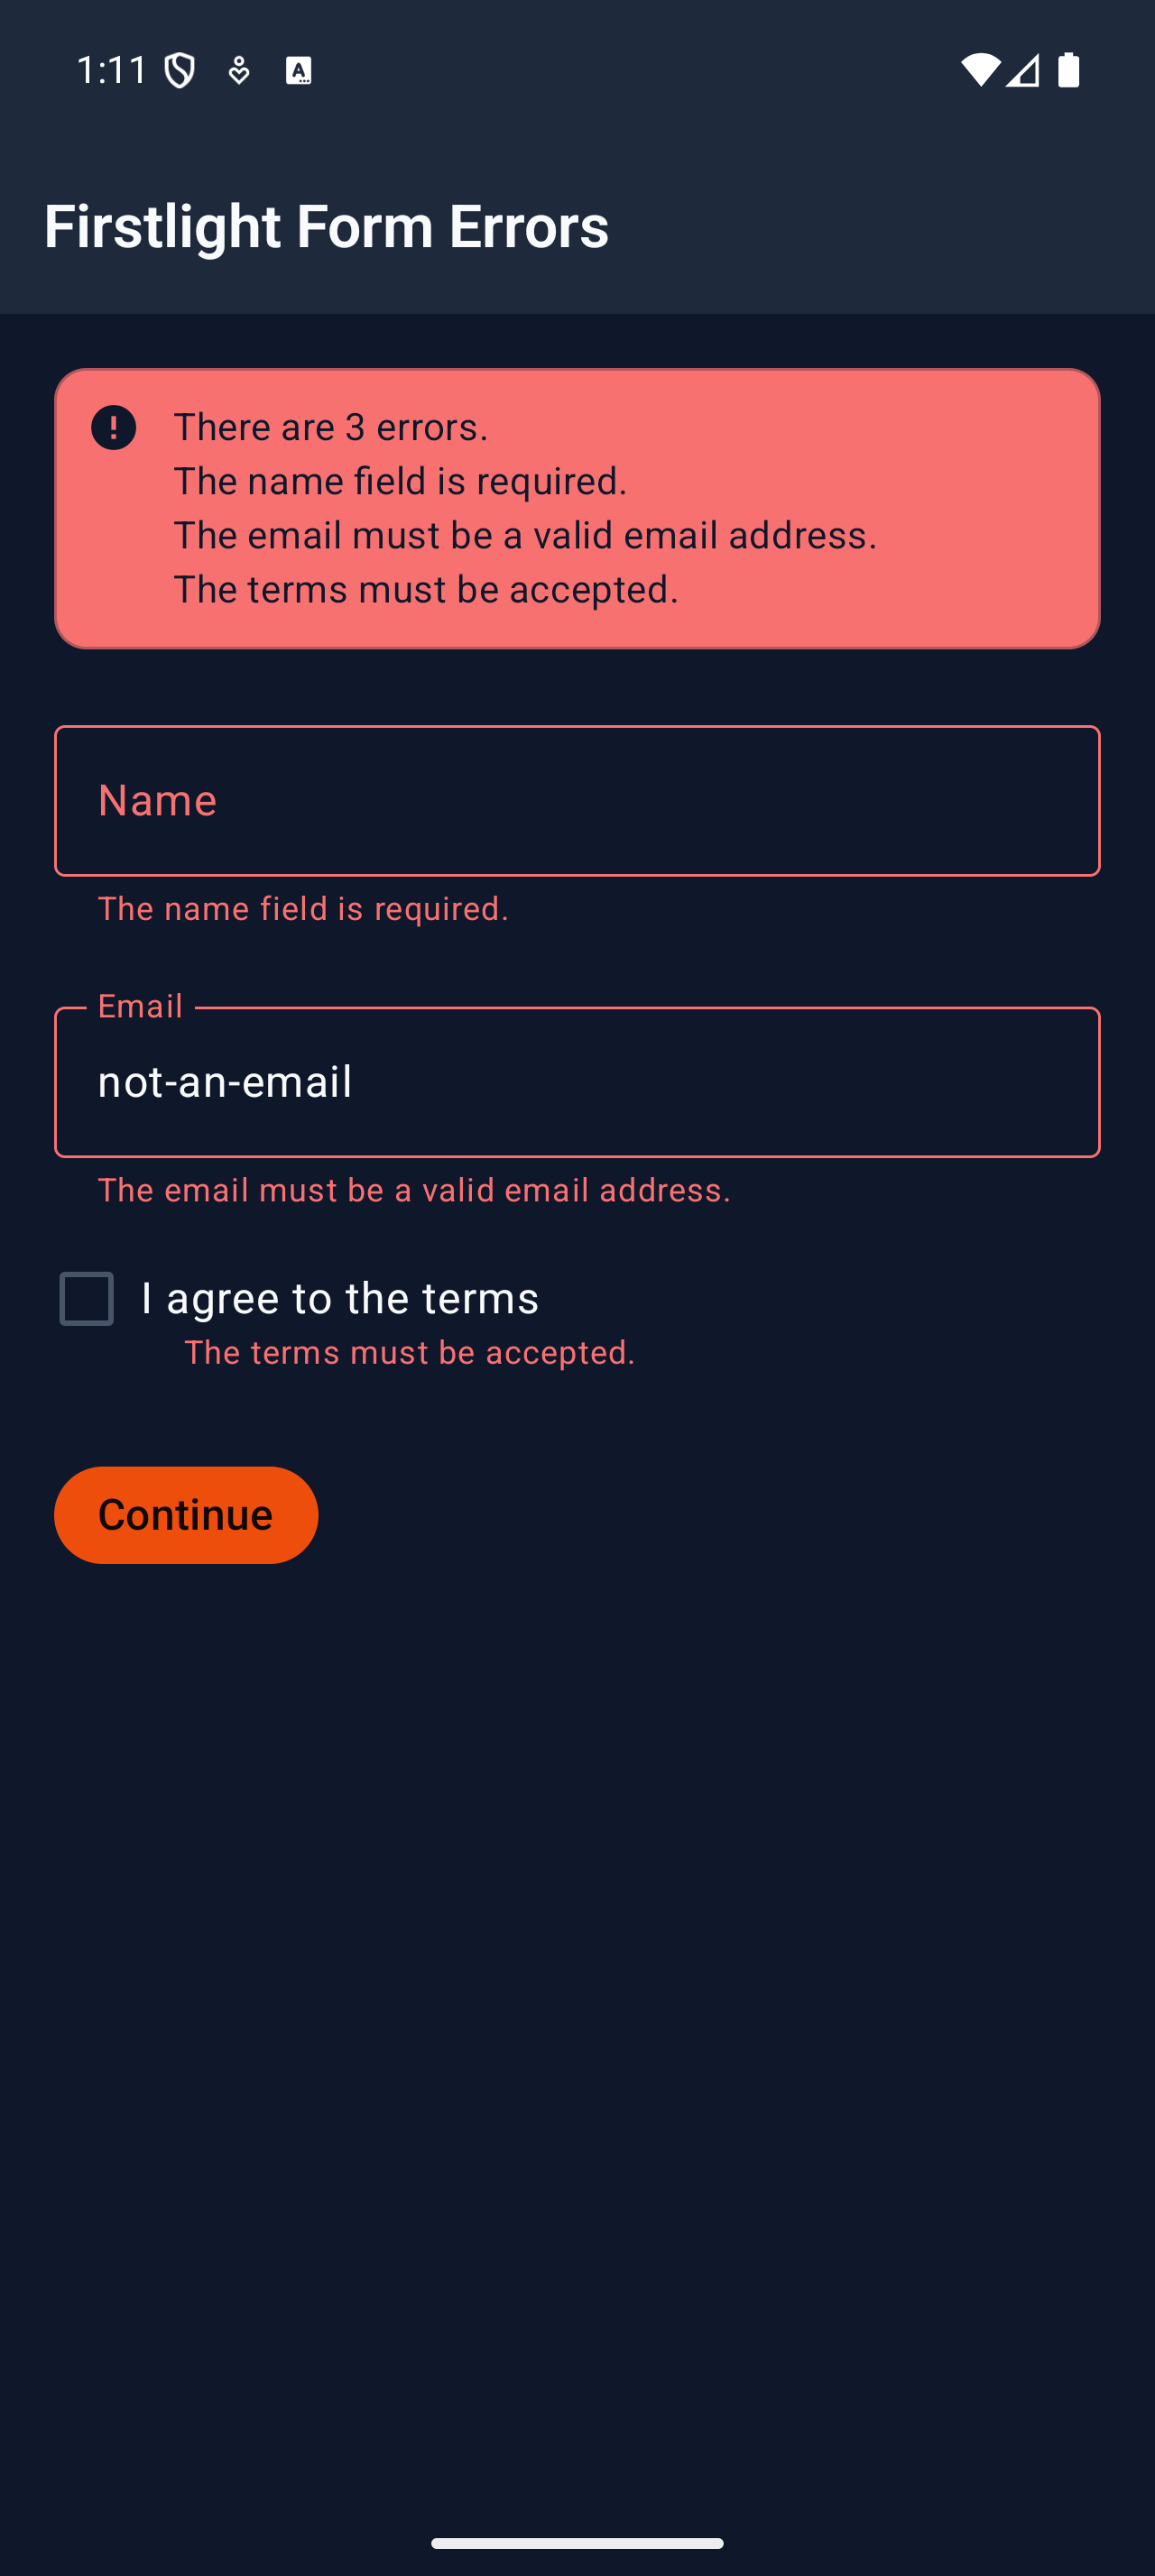 1:11
Firstlight Form Errors
There are 3 errors.
The name field is required.
The email must be a valid email address.
The terms must be accepted.
Name
The name field is required.
Email
not-an-email
The email must be a valid email address.
I agree to the terms
The terms must be accepted.
Continue